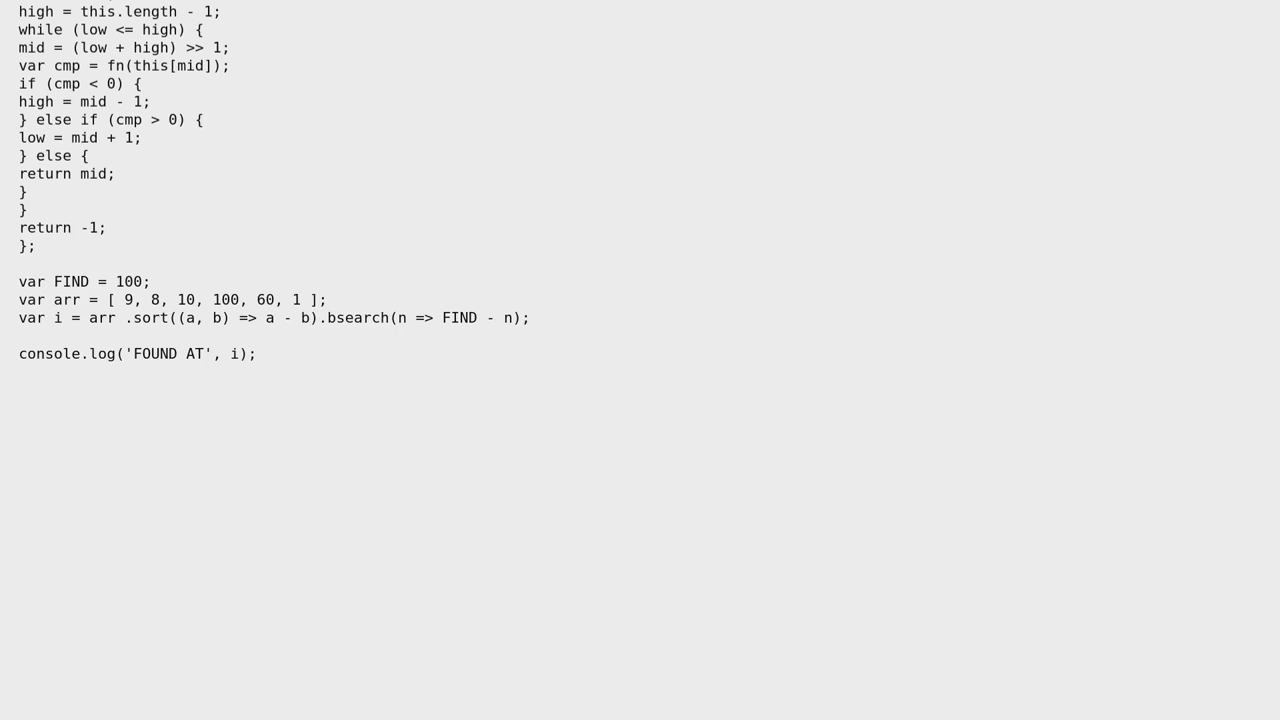 high = this.length - 1;
while (low <= high) {
mid = (low + high) >> 1;
var cmp = fn(this[mid]);
if (cmp < 0) {
high = mid - 1;
} else if (cmp > 0) {
low = mid + 1;
} else {
return mid;
}
}
return -1;
};

var FIND = 100;
var arr = [ 9, 8, 10, 100, 60, 1 ];
var i = arr .sort((a, b) => a - b).bsearch(n => FIND - n);

console.log('FOUND AT', i);